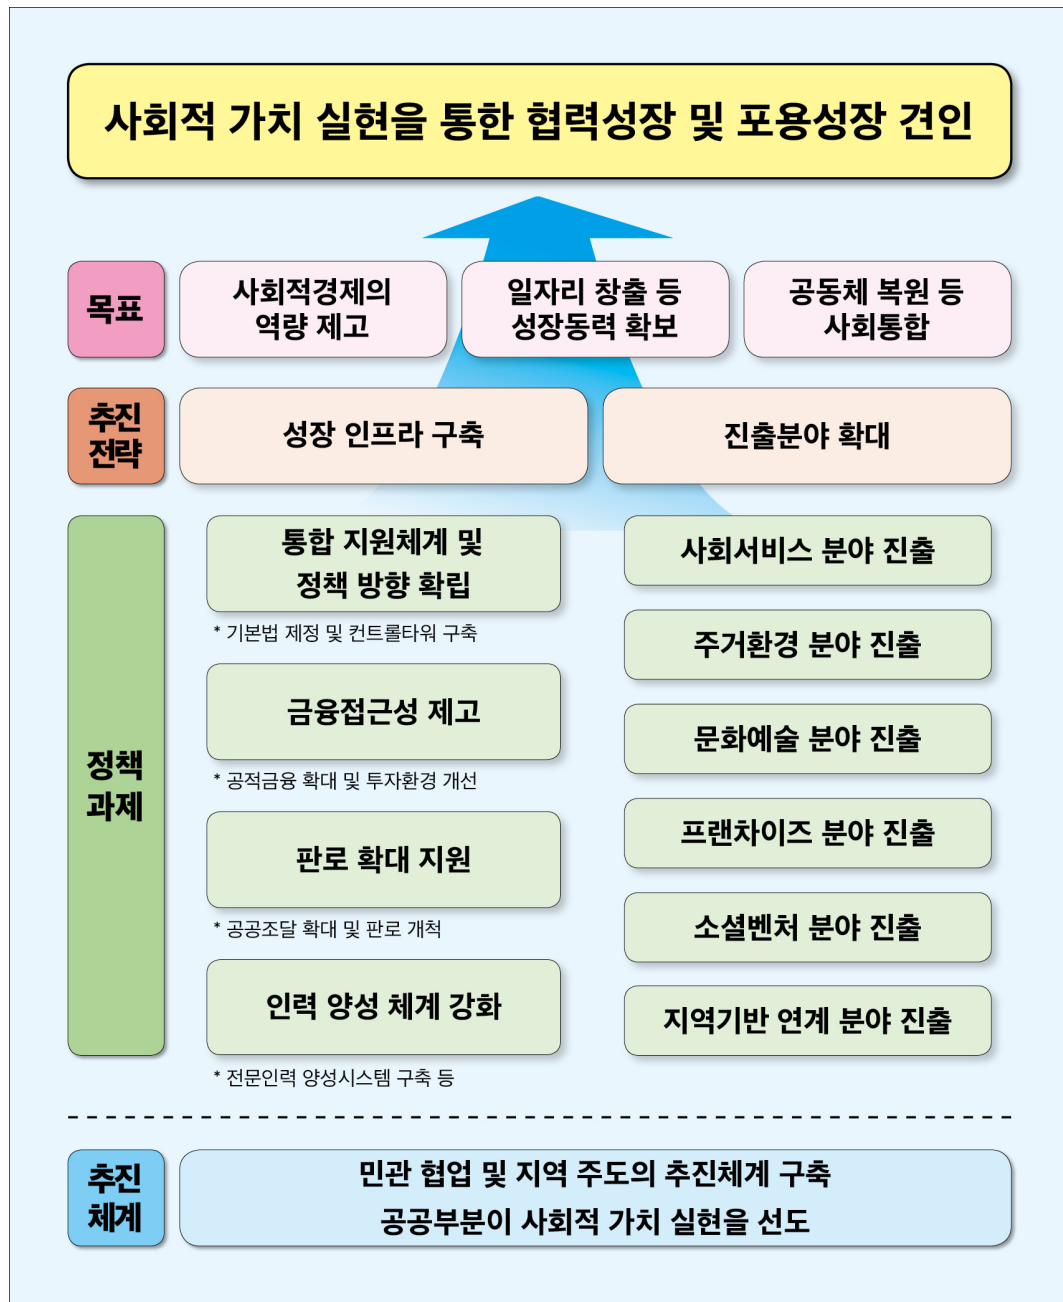 사회적 가치 실현을 통한 협력성장 및 포용성장 견인
목표
사회적경제의
역량 제고
일자리 창출 등
성장동력 확보
공동체 복원 등
사회통합
추진
전략
성장 인프라 구축
진출분야 확대
정책
과제
통합 지원체계 및
정책 방향 확립
* 기본법 제정 및 컨트롤타워 구축
금융접근성 제고
* 공적금융 확대 및 투자환경 개선
판로 확대 지원
* 공공조달 확대 및 판로 개척
인력 양성 체계 강화
* 전문인력 양성시스템 구축 등
사회서비스 분야 진출
주거환경 분야 진출
문화예술 분야 진출
프랜차이즈 분야 진출
소셜벤처 분야 진출
지역기반 연계 분야 진출
추진
체계
민관 협업 및 지역 주도의 추진체계 구축
공공부분이 사회적 가치 실현을 선도